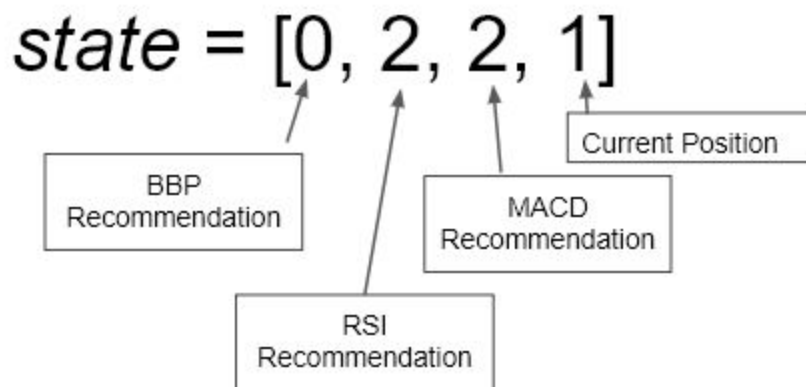 state = [0, 2, 2, 1]
Current Position
BBP
Recommendation
MACD
Recommendation
RSI
Recommendation